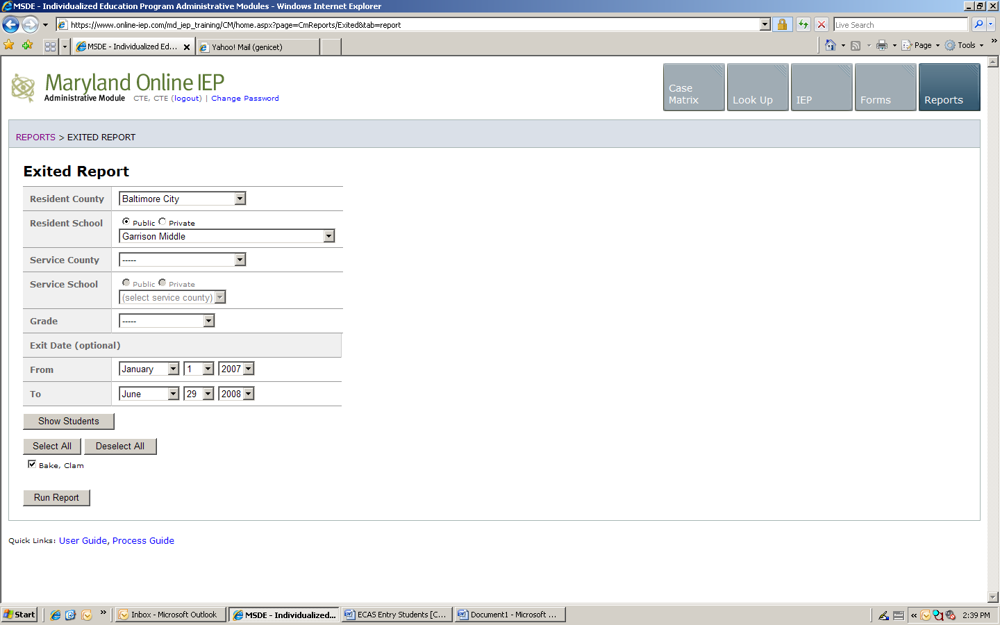 MSDE - Individualized Education Program Administrative Modules - Windows Internet Explorer
https://www.online-iep.com/md_iep_training/CM/home.aspx?page=CmReports/Exited&tab=report
Live Search
MSDE - Individualized Ed...
Yahoo! Mail (genicet)
Page
Tools
Maryland Online IEP
Administrative Module CTE, CTE (logout) | Change Password
Case Matrix
Look Up
IEP
Forms
Reports
REPORTS > EXITED REPORT
Exited Report
Resident County Baltimore City
Resident School Public Private
Garrison Middle
Service County -----
Service School Public Private
(select service county)
Grade -----
Exit Date (optional)
From January 1 2007
To June 29 2008
Show Students
Select All Deselect All
Bake, Clam
Run Report
Quick Links: User Guide, Process Guide
Start
Inbox - Microsoft Outlook
MSDE - Individualized...
ECAS Entry Students [C...
Document1 - Microsoft ...
2:39 PM